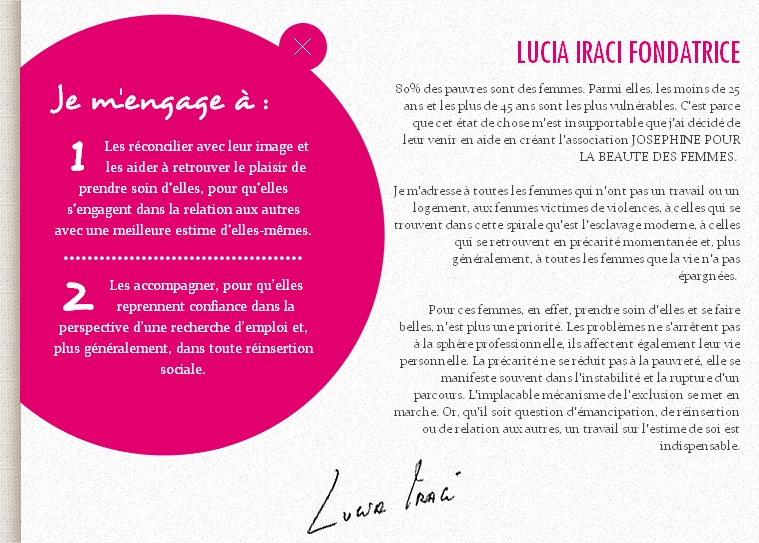 Je m'engage à :
1 Les réconcilier avec leur image et
les aider à retrouver le plaisir de
prendre soin d'elles, pour qu'elles
s'engagent dans la relation aux autres
avec une meilleure estime d'elles-mêmes.
2 Les accompagner, pour qu'elles
reprennent confiance dans la
perspective d'une recherche d'emploi et,
plus généralement, dans toute réinsertion
sociale.
LUCIA IRACI FONDATRICE
80% des pauvres sont des femmes. Parmi elles, les moins de 25
ans et les plus de 45 ans sont les plus vulnérables. C'est parce
que cet état de chose m'est insupportable que j'ai décidé de
leur venir en aide en créant l'association JOSEPHINE POUR
LA BEAUTE DES FEMMES.
Je m'adresse à toutes les femmes qui n'ont pas un travail ou un
logement, aux femmes victimes de violences, à celles qui se
trouvent dans cette spirale qu'est l'esclavage moderne, à celles
qui se retrouvent en précarité momentanée et, plus
généralement, à toutes les femmes que la vie n'a pas
épargnées.
Pour ces femmes, en effet, prendre soin d'elles et se faire
belles, n'est plus une priorité. Les problèmes ne s'arrêtent pas
à la sphère professionnelle, ils affectent également leur vie
personnelle. La précarité ne se réduit pas à la pauvreté, elle se
manifeste souvent dans l'instabilité et la rupture d'un
parcours. L'implacable mécanisme de l'exclusion se met en
marche. Or, qu'il soit question d'émancipation, de réinsertion
ou de relation aux autres, un travail sur l'estime de soi est
indispensable.
Lucia Iraci